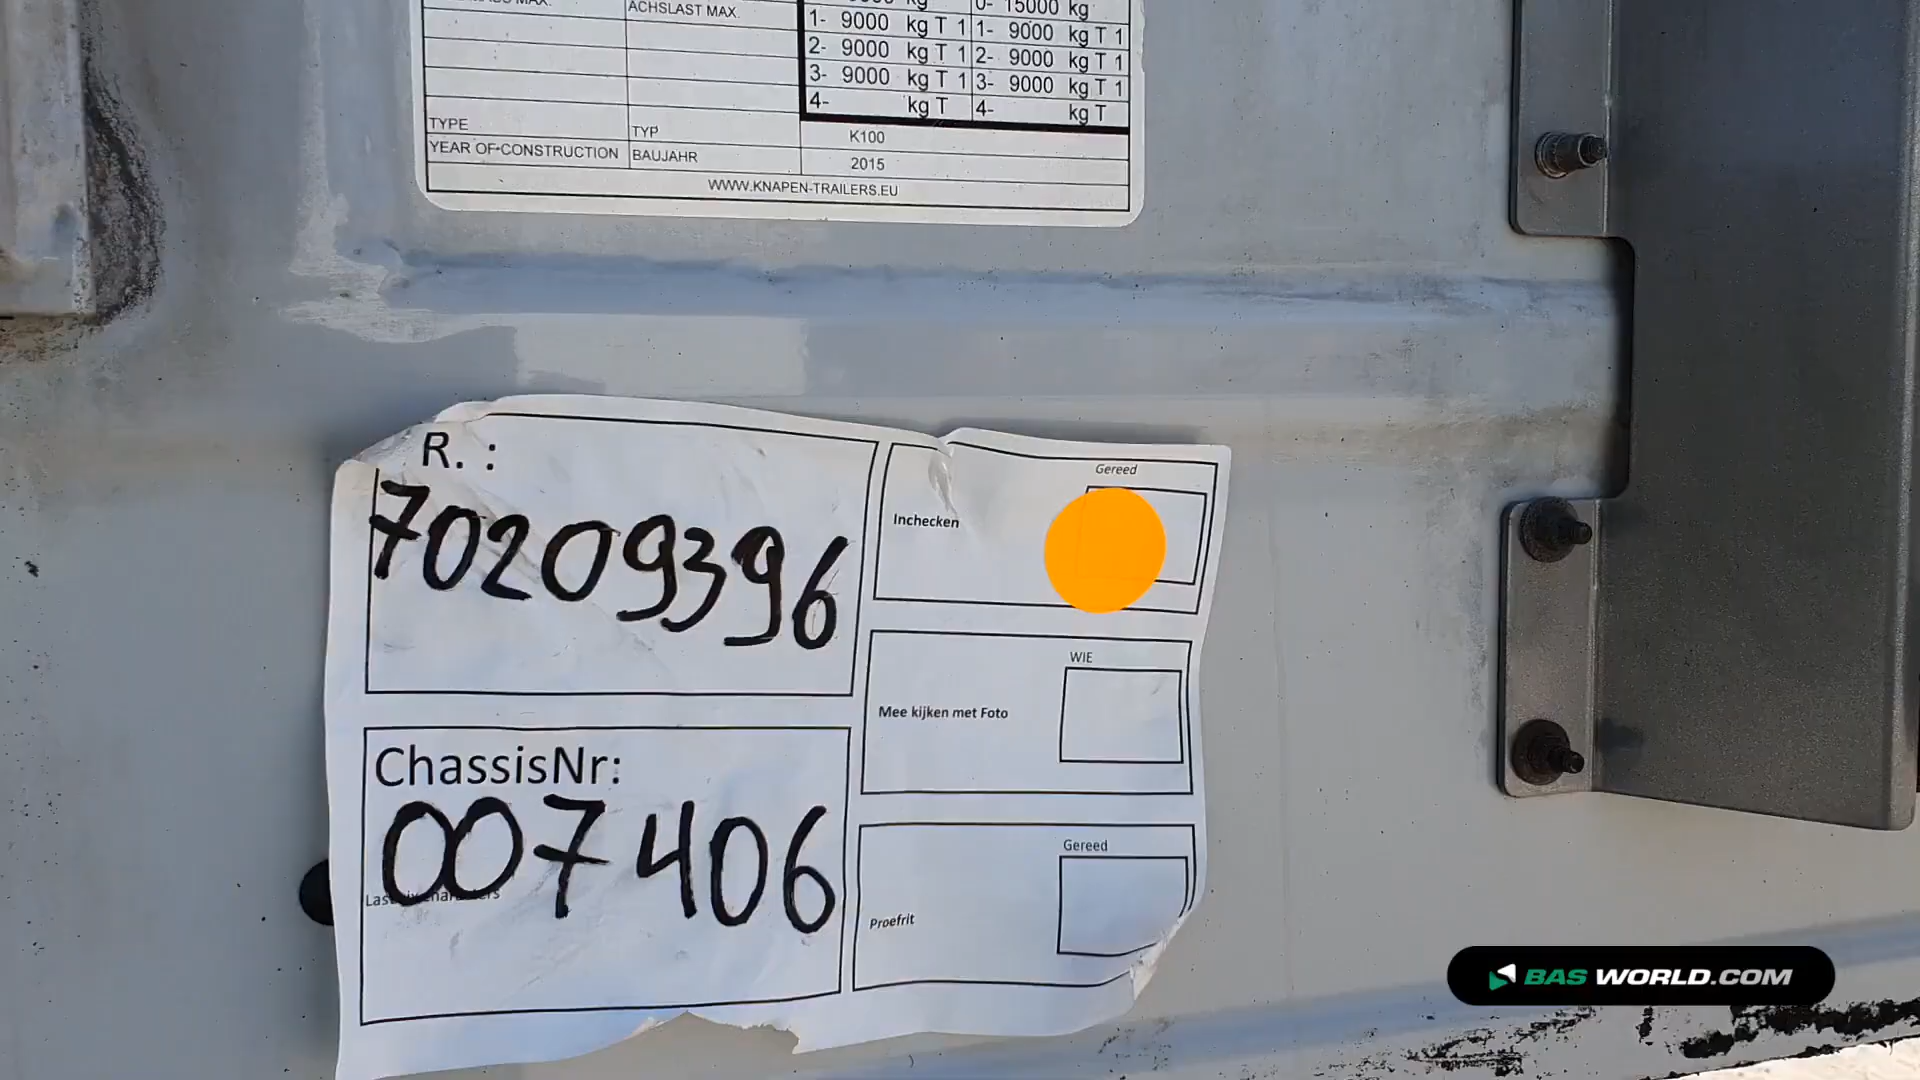 ACHSLAST MAX.
kg 0- 15000 kg
1- 9000 kg T 1 1- 9000 kg T 1
2- 9000 kg T 1 2- 9000 kg T 1
3- 9000 kg T 1 3- 9000 kg T 1
4- kg T 4- kg T
TYPE TYP K100
YEAR OF CONSTRUCTION BAUJAHR 2015
WWW.KNAPEN-TRAILERS.EU
R. :
70209396
Gereed
Inchecken
WIE
Mee kijken met Foto
ChassisNr:
007406
Gereed
Proefrit
BAS WORLD.COM